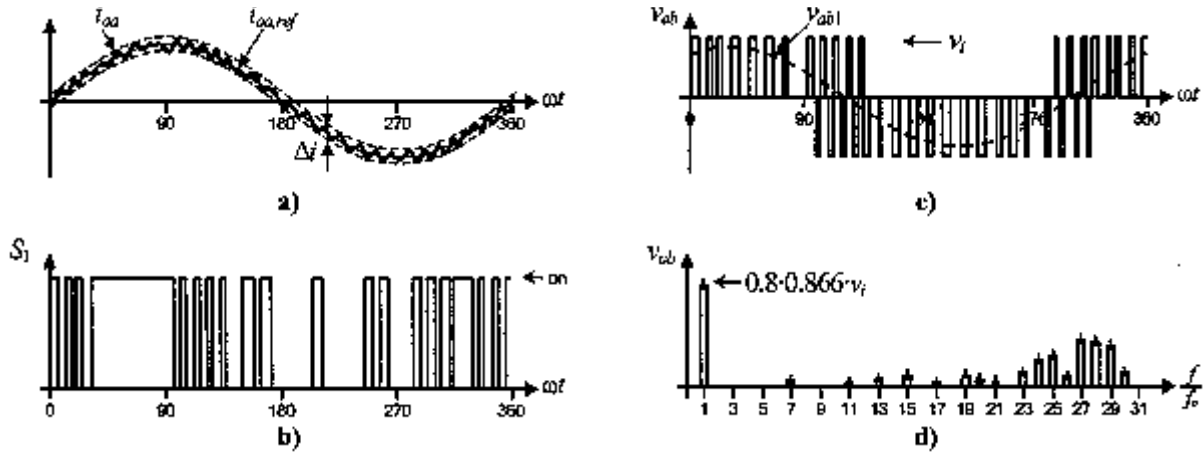 i_oa
i_oa,ref
ωt
90
180
270
360
Δi
a)
v_ab
v_ab1
v_i
ωt
90
360
c)
S_1
on
ωt
0
90
180
270
360
b)
v_ab
0.8·0.866·v_i
1 3 5 7 9 11 13 15 17 19 21 23 25 27 29 31
d)